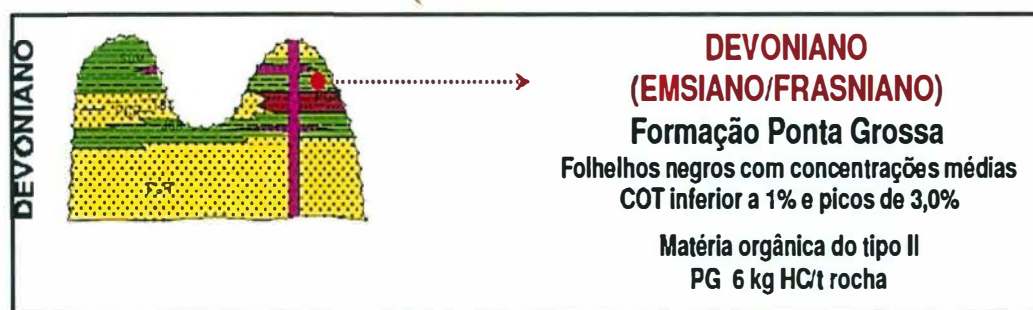 DEVONIANO
DEVONIANO
(EMSIANO/FRASNIANO)
Formação Ponta Grossa
Folhelhos negros com concentrações médias
COT inferior a 1% e picos de 3,0%
Matéria orgânica do tipo II
PG 6 kg HC/t rocha